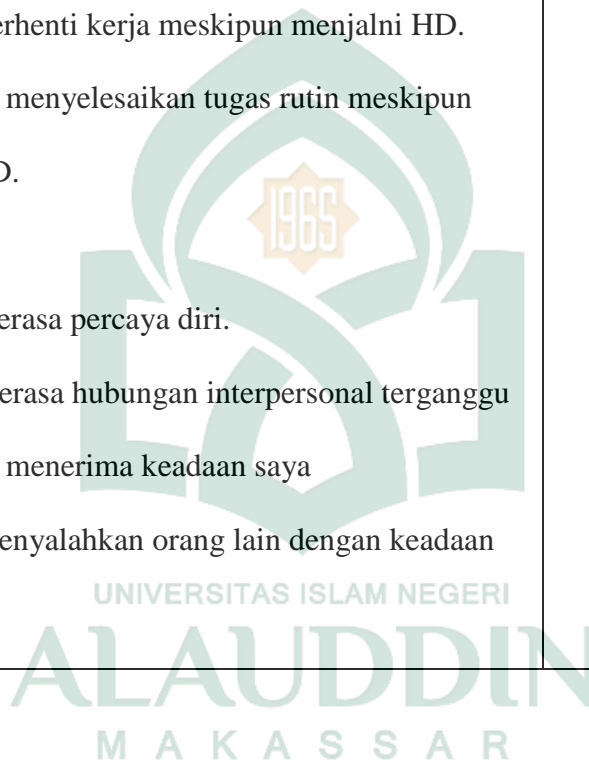 erhenti kerja meskipun menjalni HD.
menyelesaikan tugas rutin meskipun
D.
1965
erasa percaya diri.
erasa hubungan interpersonal terganggu
menerima keadaan saya
enyalahkan orang lain dengan keadaan
UNIVERSITAS ISLAM NEGERI
ALAUDDIN
MAKASSAR